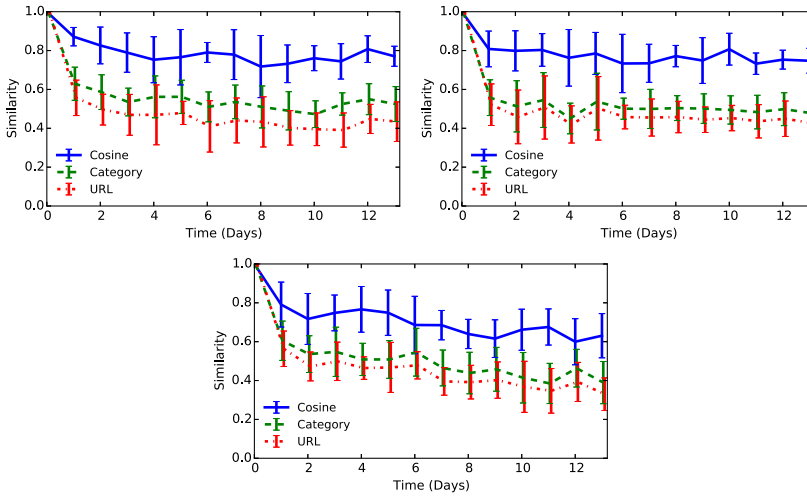 1.0
0.8
0.6
0.4
0.2
0.0
Similarity
Cosine
Category
URL
0 2 4 6 8 10 12
Time (Days)
1.0
0.8
0.6
0.4
0.2
0.0
Similarity
Cosine
Category
URL
0 2 4 6 8 10 12
Time (Days)
1.0
0.8
0.6
0.4
0.2
0.0
Similarity
Cosine
Category
URL
0 2 4 6 8 10 12
Time (Days)